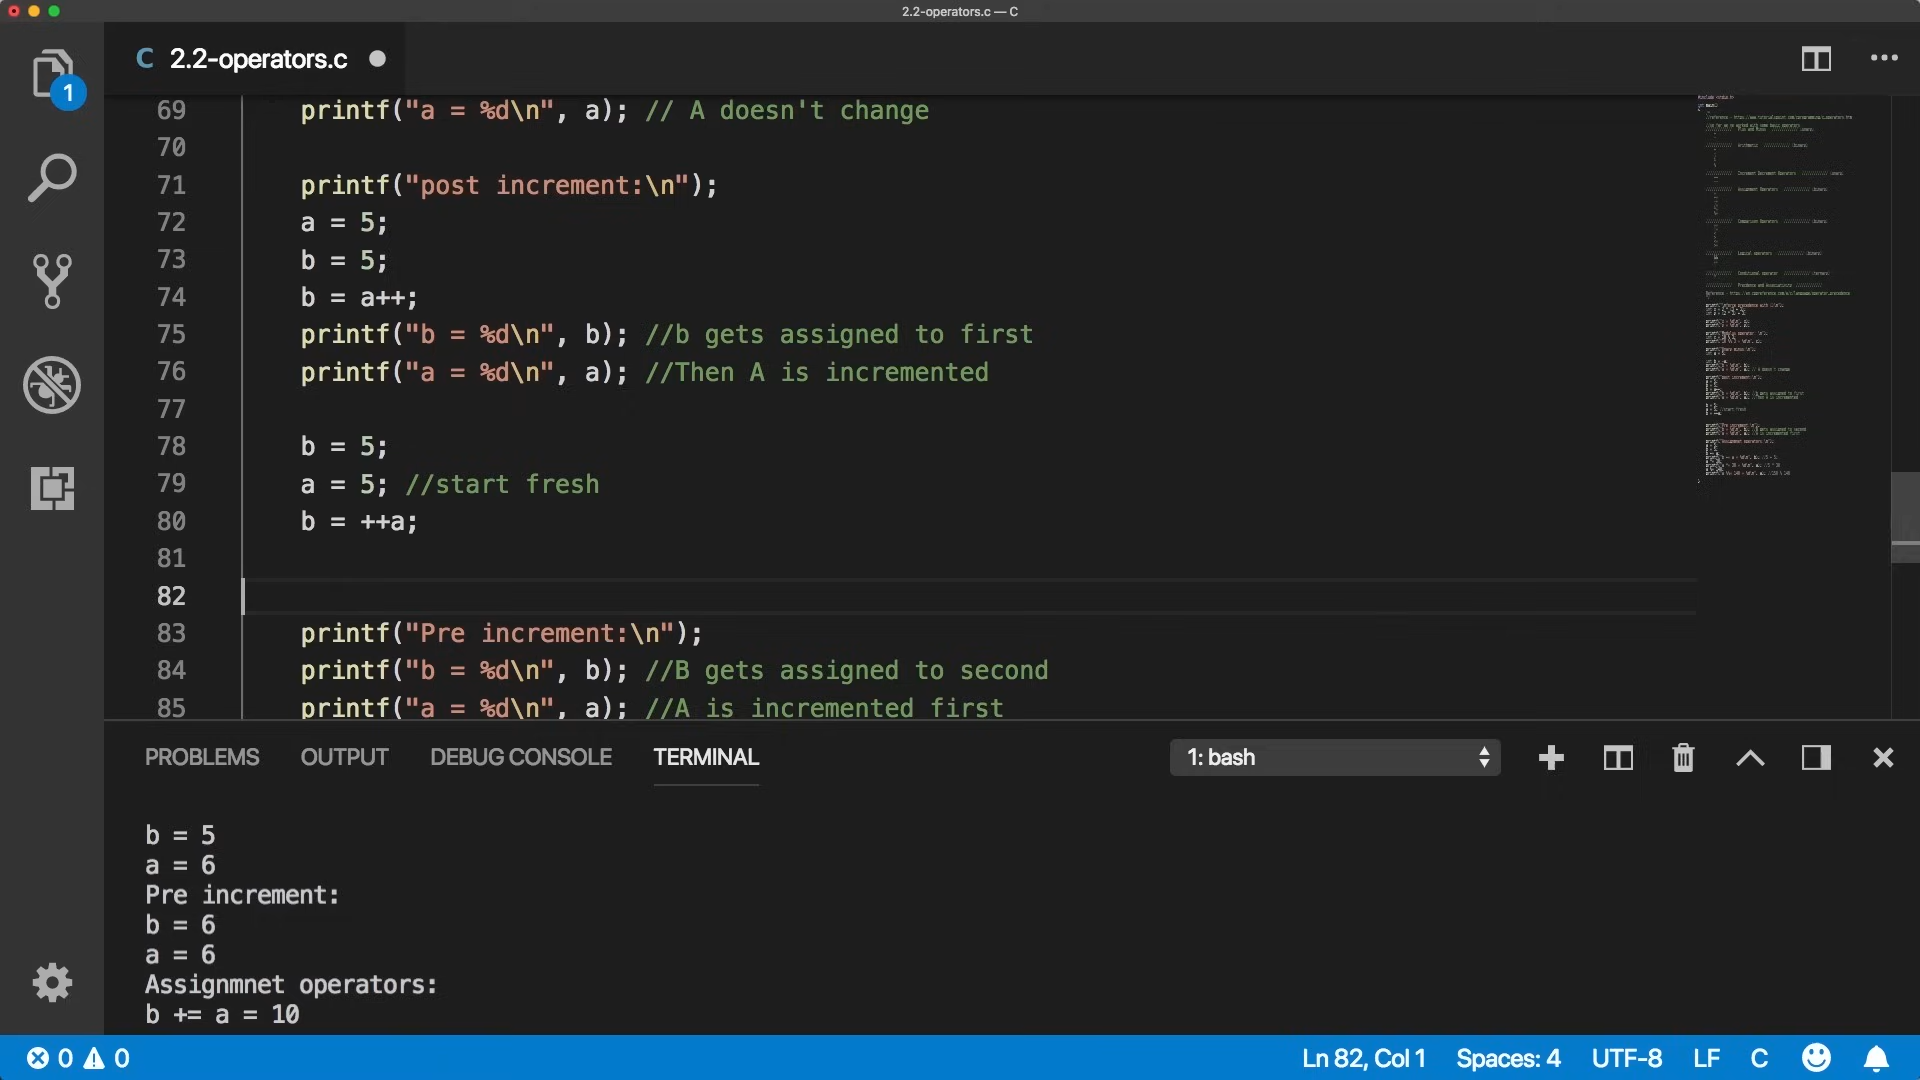 2.2-operators.c — C
C 2.2-operators.c
1
69 printf("a = %d\n", a); // A doesn't change
70
71 printf("post increment:\n");
72 a = 5;
73 b = 5;
74 b = a++;
75 printf("b = %d\n", b); //b gets assigned to first
76 printf("a = %d\n", a); //Then A is incremented
77
78 b = 5;
79 a = 5; //start fresh
80 b = ++a;
81
82
83 printf("Pre increment:\n");
84 printf("b = %d\n", b); //B gets assigned to second
85 printf("a = %d\n", a); //A is incremented first
PROBLEMS OUTPUT DEBUG CONSOLE TERMINAL 1: bash
b = 5
a = 6
Pre increment:
b = 6
a = 6
Assignmnet operators:
b += a = 10
0 0 Ln 82, Col 1 Spaces: 4 UTF-8 LF C